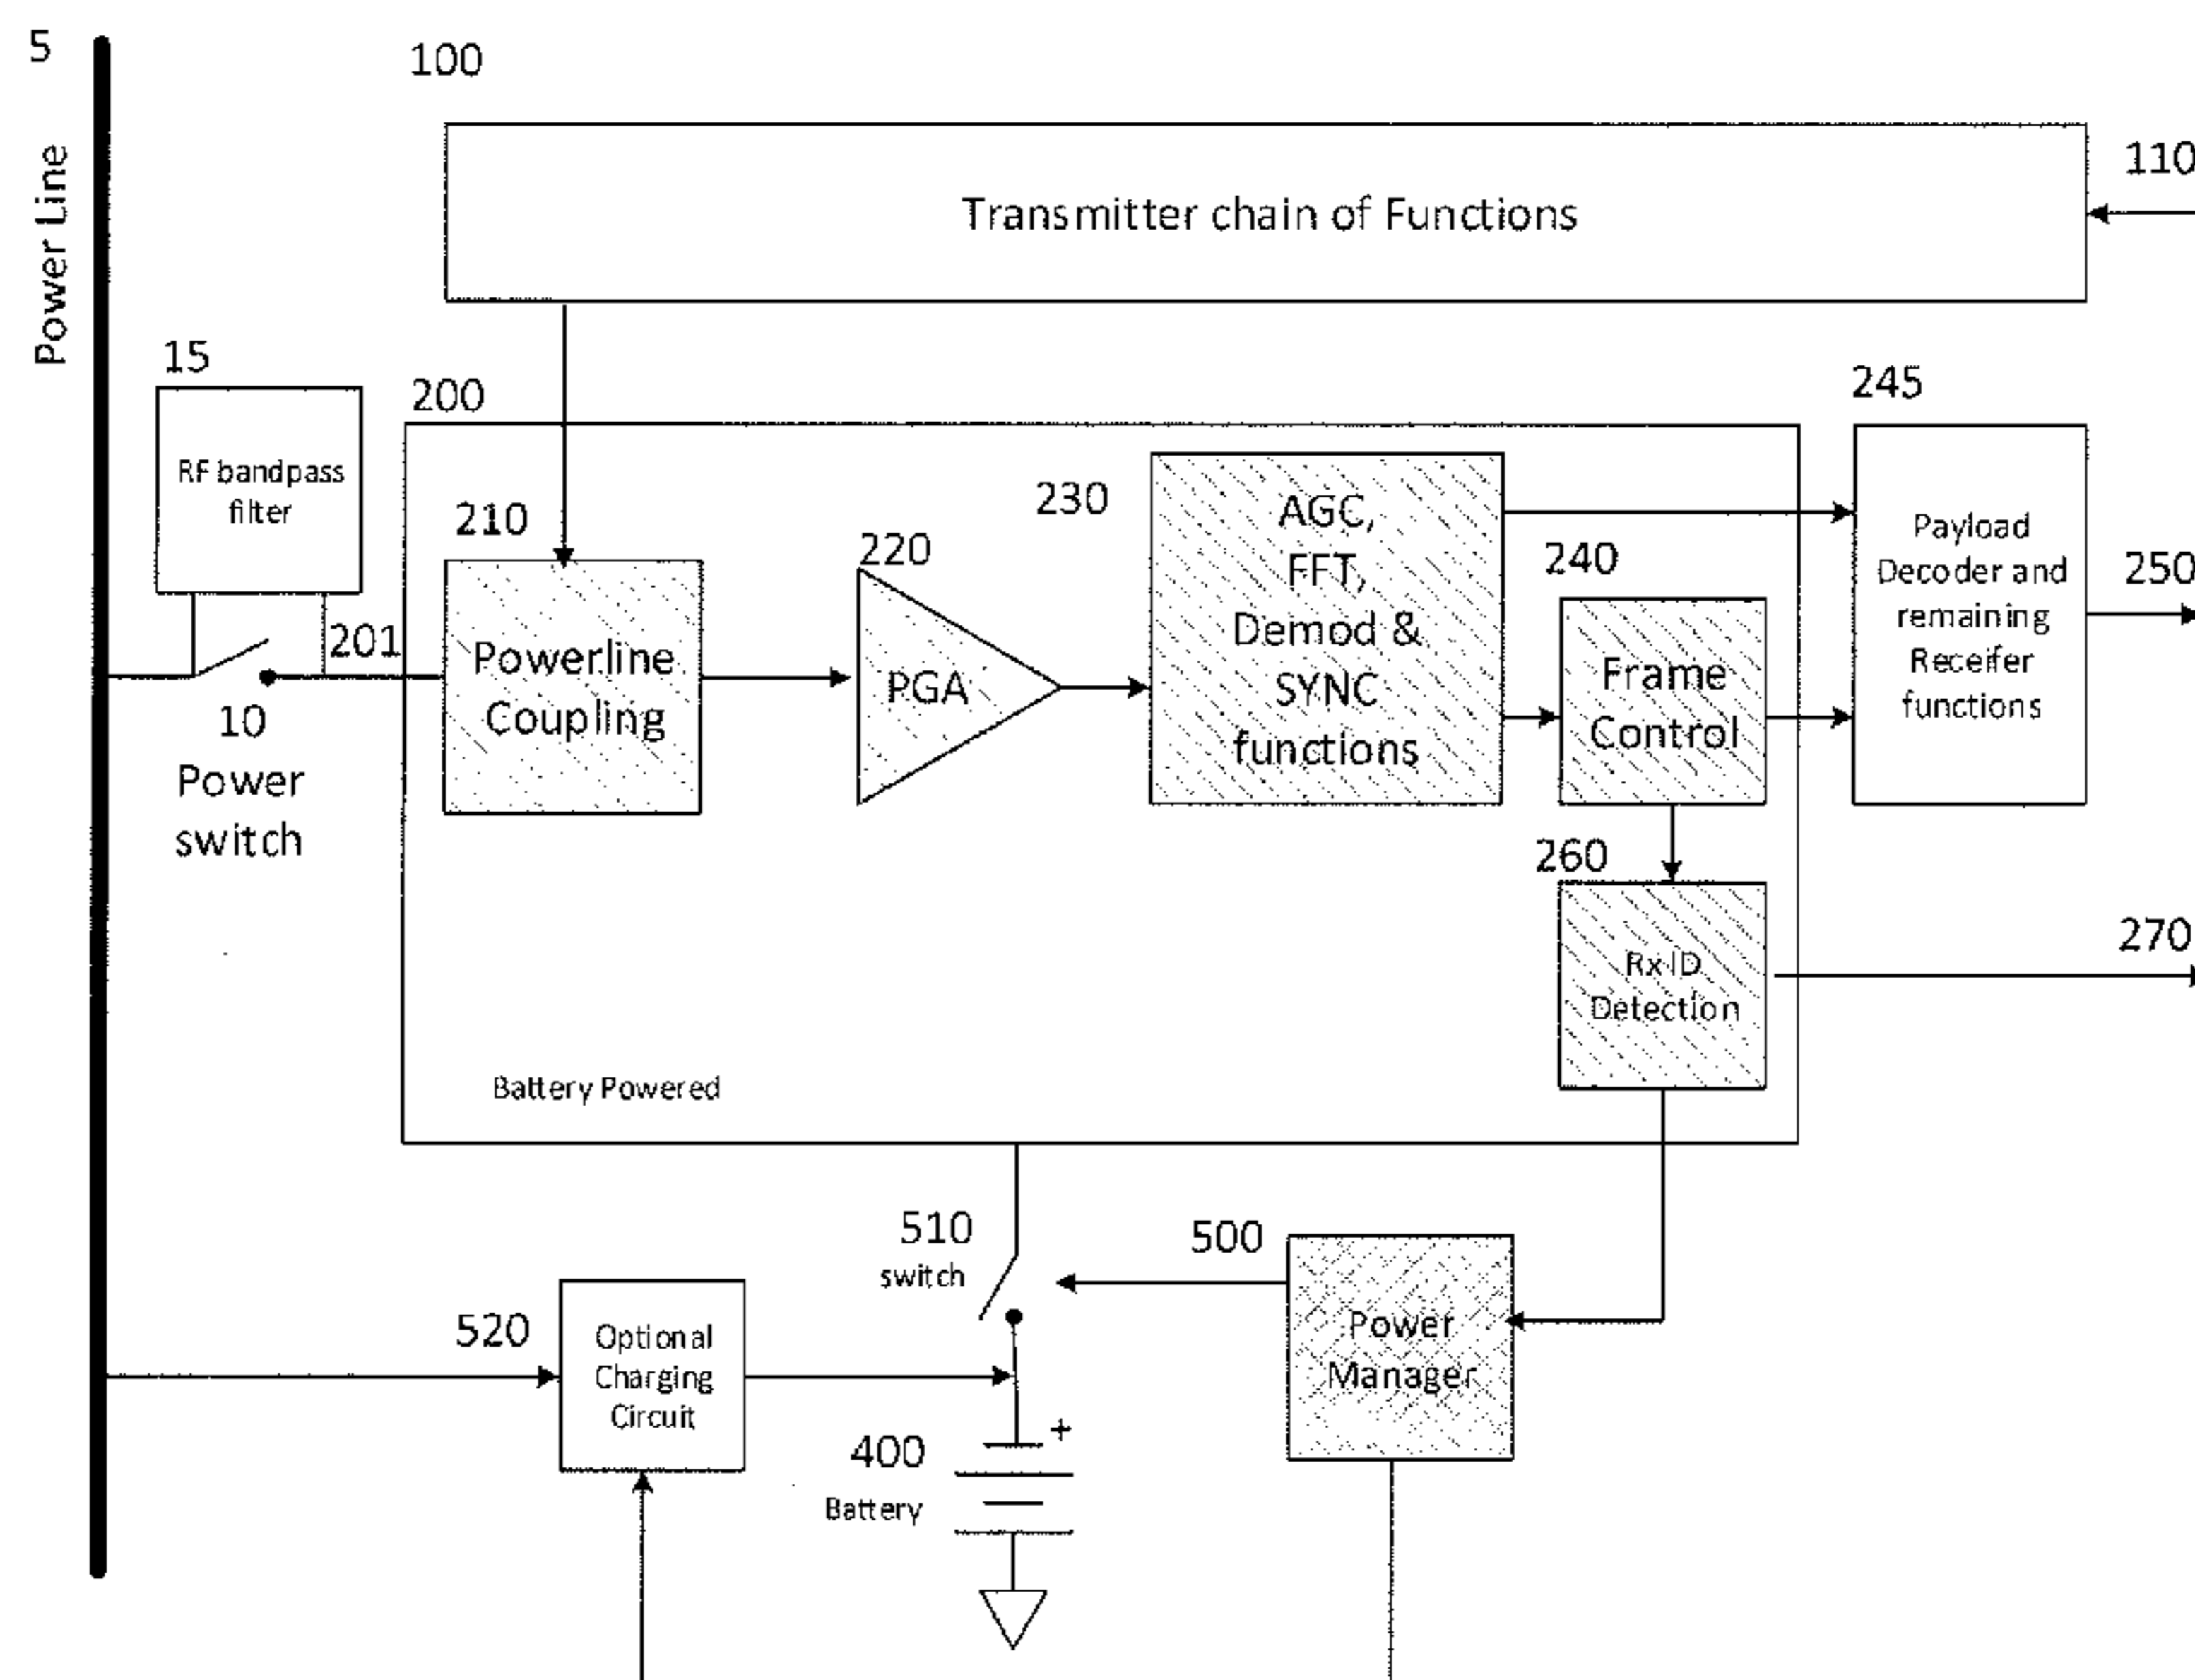 5
100
Power Line
Transmitter chain of Functions
110
15
RF bandpass
filter
200
245
210
220
230
AGC,
FFT,
Demod &
SYNC
functions
240
Payload
Decoder and
remaining
Receifer
functions
250
201
Powerline
Coupling
PGA
Frame
Control
10
Power
switch
260
Rx ID
Detection
270
Battery Powered
510
switch
500
Power
Manager
520
Optional
Charging
Circuit
400
Battery
+